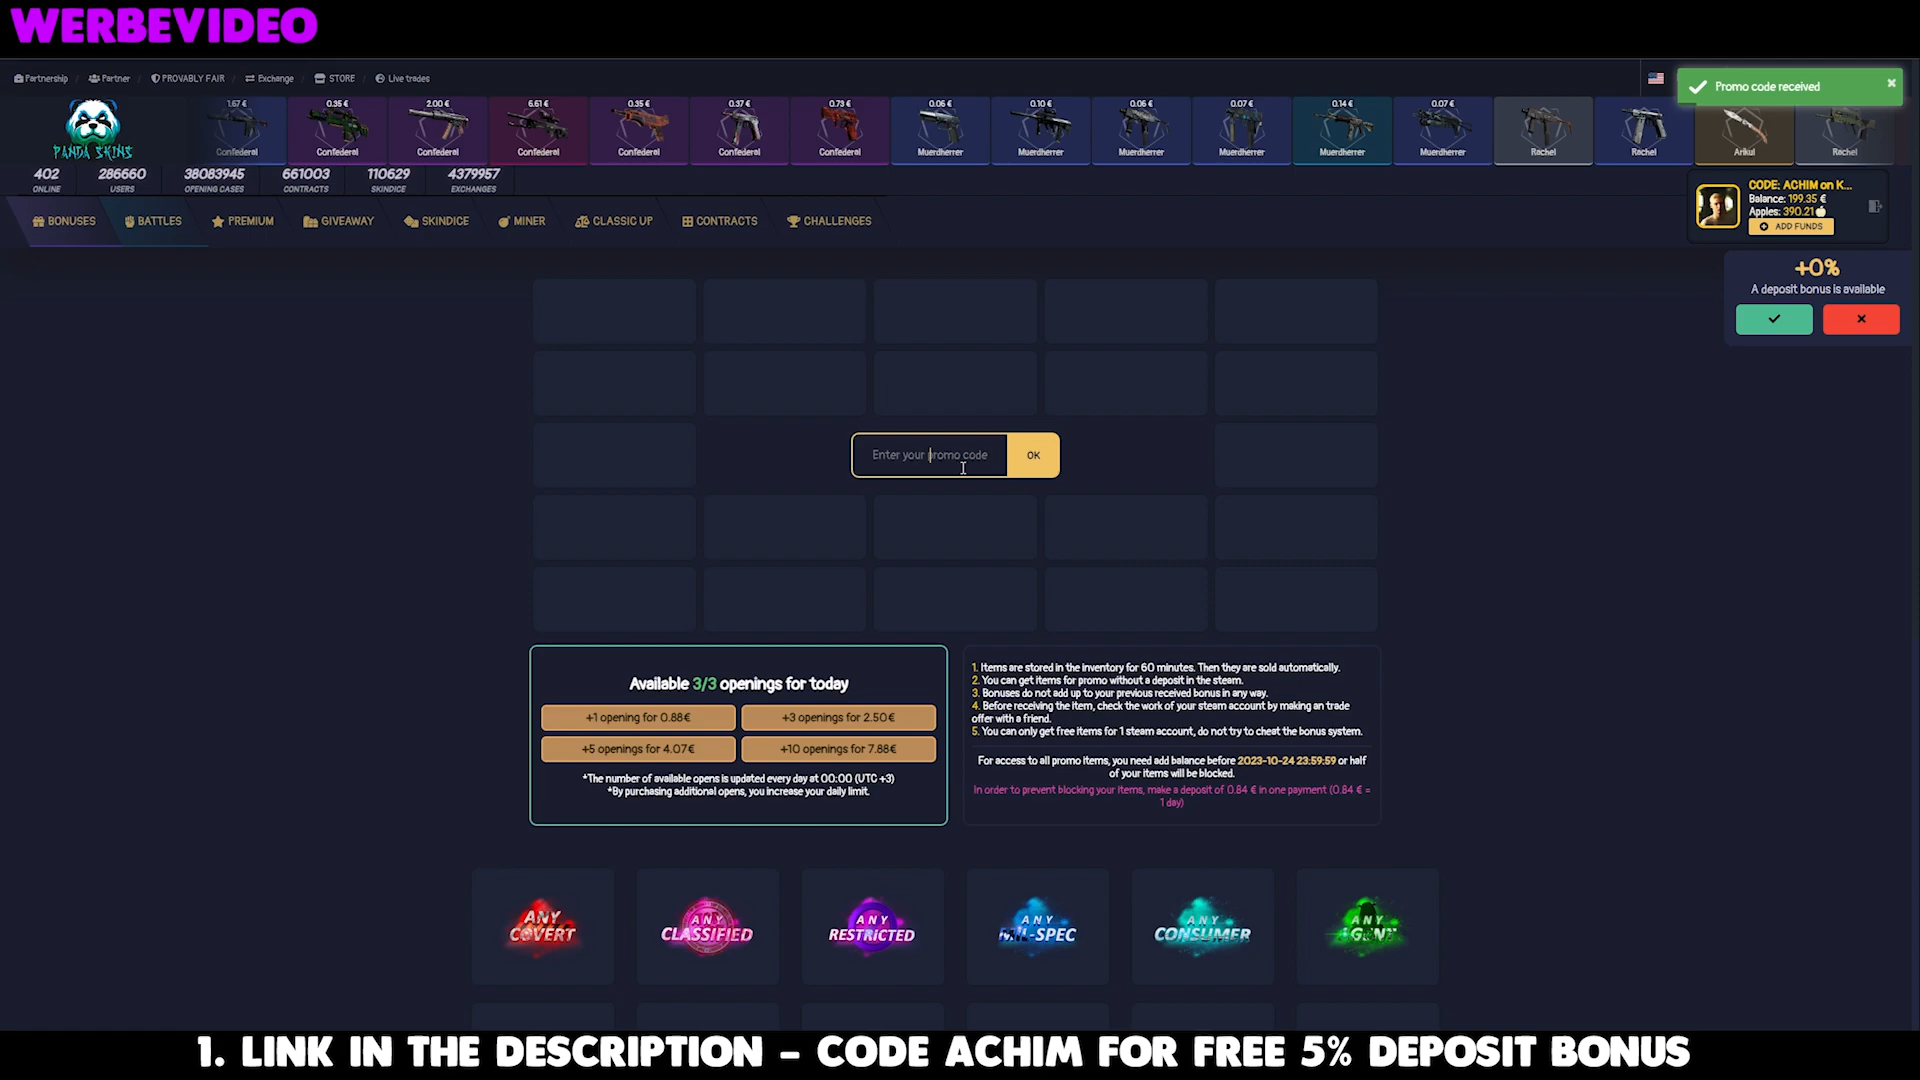 WERBEVIDEO
Partnership / Partner / PROVABLY FAIR / Exchange / STORE / Live trades
Promo code received ×
PANDA SKINS
1.67 € 0.35 € 2.00 € 6.61 € 0.35 € 0.37 € 0.73 € 0.06 € 0.10 € 0.06 € 0.07 € 0.14 € 0.07 €
Confederal Confederal Confederal Confederal Confederal Confederal Confederal Muerdherrer Muerdherrer Muerdherrer Muerdherrer Muerdherrer Muerdherrer Rachel Rachel Arikul Rachel
402 286660 38083945 661003 110629 4379957
ONLINE USERS OPENING CASES CONTRACTS SKINDICE EXCHANGES
BONUSES BATTLES PREMIUM GIVEAWAY SKINDICE MINER CLASSIC UP CONTRACTS CHALLENGES
CODE: ACHIM on K...
Balance: 199.35 €
Apples: 390.21
ADD FUNDS
+0%
A deposit bonus is available
Enter your promo code OK
Available 3/3 openings for today
+1 opening for 0.88€ +3 openings for 2.50€
+5 openings for 4.07€ +10 openings for 7.88€
*The number of available opens is updated every day at 00:00 (UTC +3)
*By purchasing additional opens, you increase your daily limit.
1. Items are stored in the inventory for 60 minutes. Then they are sold automatically.
2. You can get items for promo without a deposit in the steam.
3. Bonuses do not add up to your previous received bonus in any way.
4. Before receiving the item, check the work of your steam account by making an trade
offer with a friend.
5. You can only get free items for 1 steam account, do not try to cheat the bonus system.
For access to all promo items, you need add balance before 2023-10-24 23:59:59 or half
of your items will be blocked.
In order to prevent blocking your items, make a deposit of 0.84 € in one payment (0.84 € =
1 day)
ANY COVERT
ANY CLASSIFIED
ANY RESTRICTED
ANY MIL-SPEC
ANY CONSUMER
ANY AGENT
1. LINK IN THE DESCRIPTION – CODE ACHIM FOR FREE 5% DEPOSIT BONUS